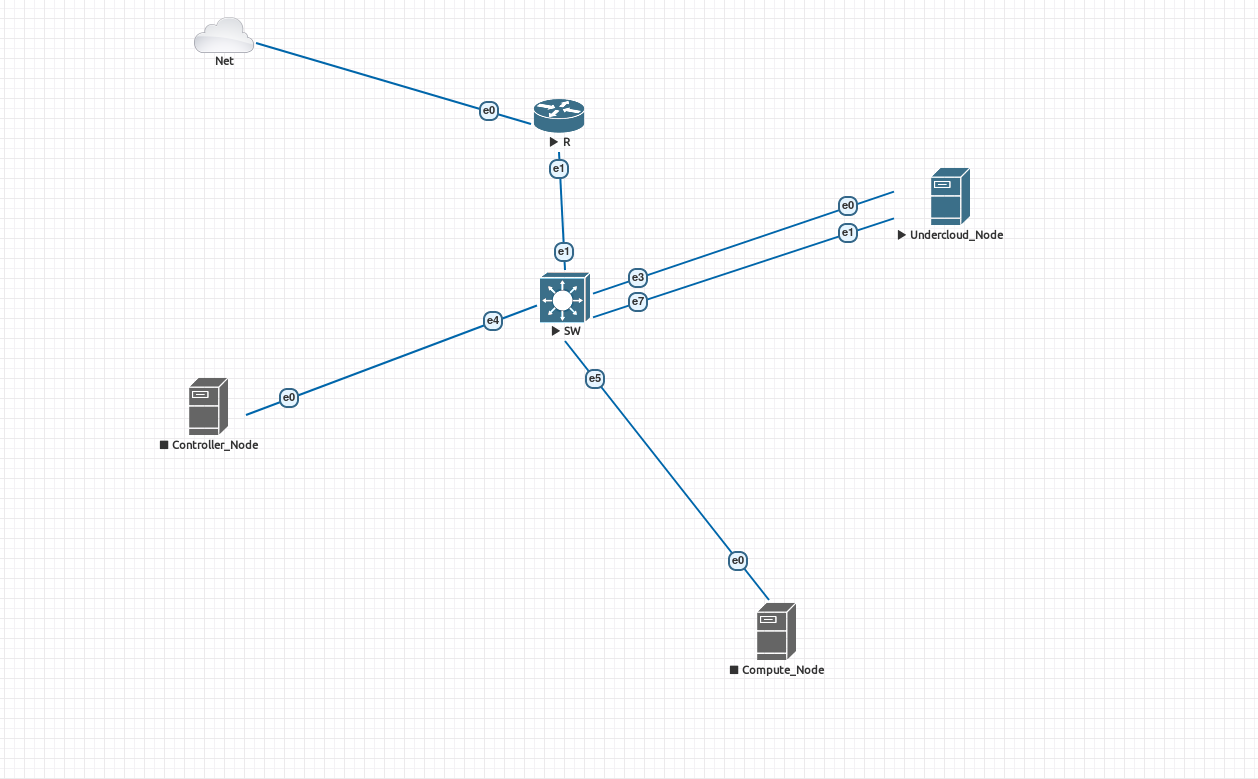 Net
e0
R
e1
e0
e1
Undercloud_Node
e1
e3
e7
SW
e4
e5
e0
Controller_Node
e0
Compute_Node